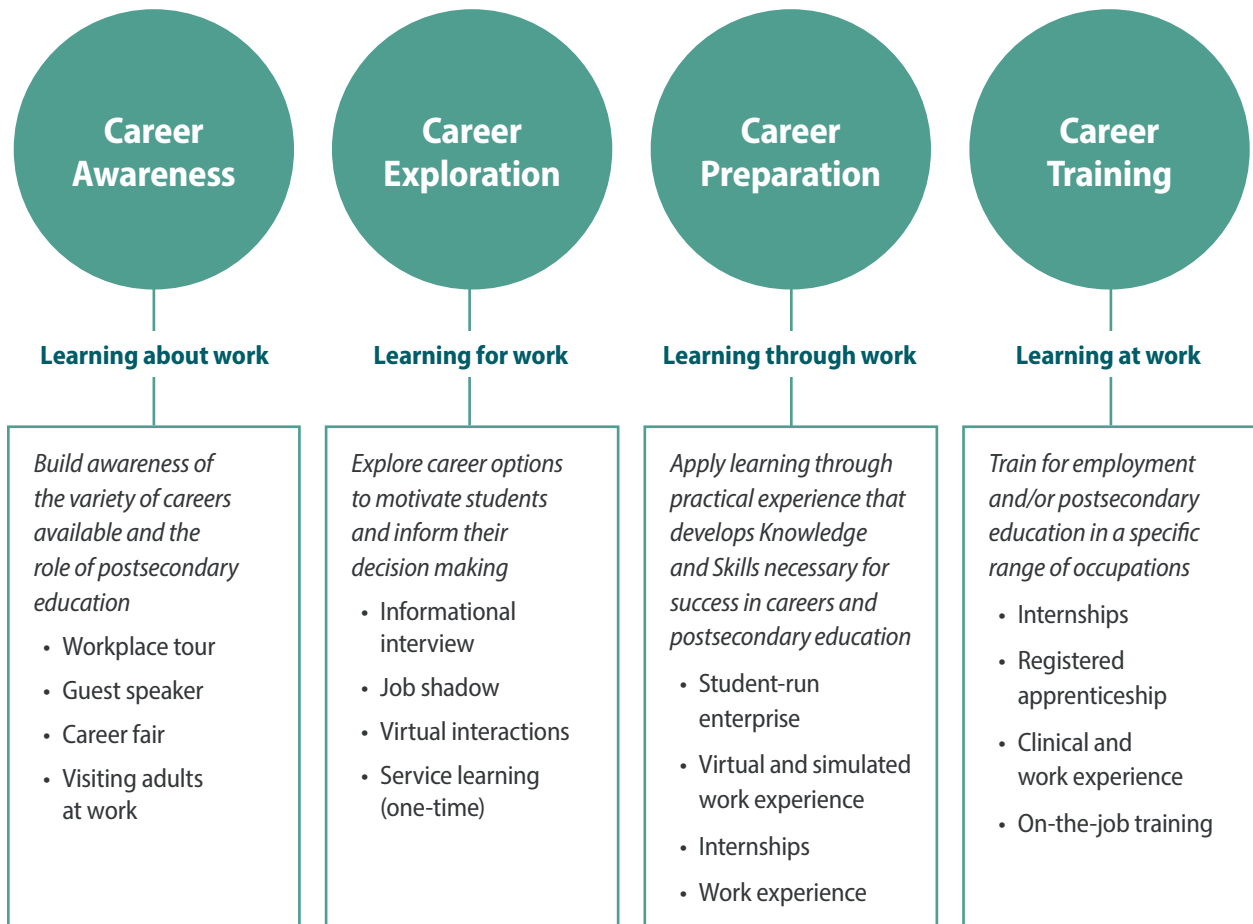 Career
Awareness
Learning about work
Build awareness of
the variety of careers
available and the
role of postsecondary
education
• Workplace tour
• Guest speaker
• Career fair
• Visiting adults
at work
Career
Exploration
Learning for work
Explore career options
to motivate students
and inform their
decision making
• Informational
interview
• Job shadow
• Virtual interactions
• Service learning
(one-time)
Career
Preparation
Learning through work
Apply learning through
practical experience that
develops Knowledge
and Skills necessary for
success in careers and
postsecondary education
• Student-run
enterprise
• Virtual and simulated
work experience
• Internships
• Work experience
Career
Training
Learning at work
Train for employment
and/or postsecondary
education in a specific
range of occupations
• Internships
• Registered
apprenticeship
• Clinical and
work experience
• On-the-job training